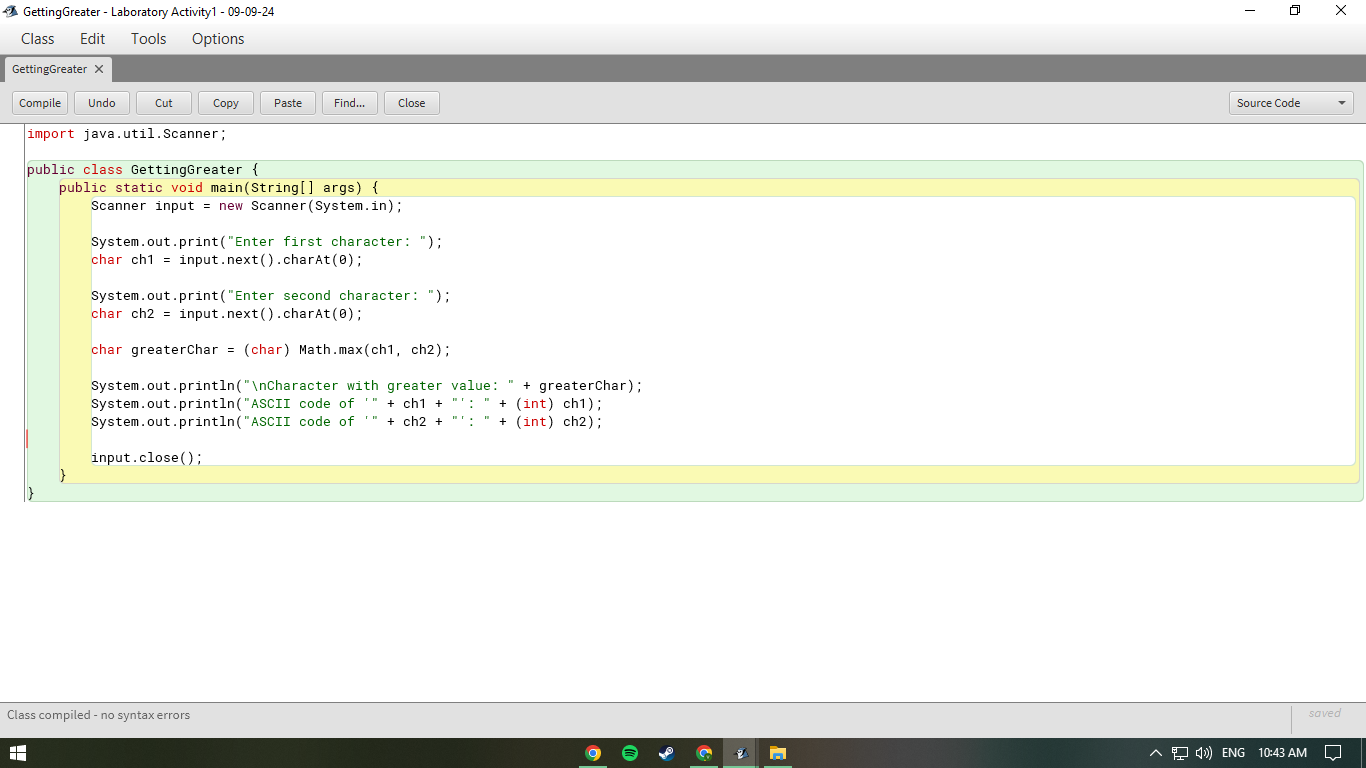 GettingGreater - Laboratory Activity1 - 09-09-24
Class Edit Tools Options
GettingGreater
Compile Undo Cut Copy Paste Find... Close Source Code
import java.util.Scanner;
public class GettingGreater {
public static void main(String[] args) {
Scanner input = new Scanner(System.in);
System.out.print("Enter first character: ");
char ch1 = input.next().charAt(0);
System.out.print("Enter second character: ");
char ch2 = input.next().charAt(0);
char greaterChar = (char) Math.max(ch1, ch2);
System.out.println("\nCharacter with greater value: " + greaterChar);
System.out.println("ASCII code of '" + ch1 + "': " + (int) ch1);
System.out.println("ASCII code of '" + ch2 + "': " + (int) ch2);
input.close();
}
}
Class compiled - no syntax errors
saved
ENG 10:43 AM